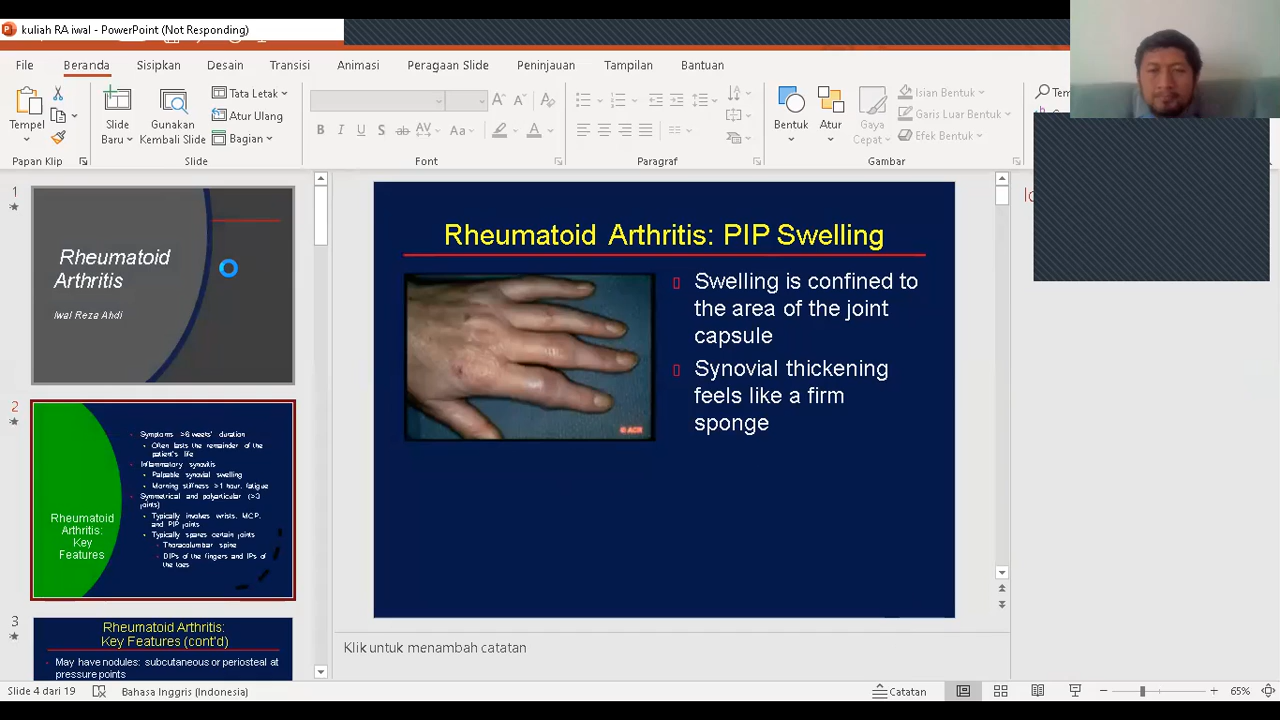 kuliah RA iwal - PowerPoint (Not Responding)
File Beranda Sisipkan Desain Transisi Animasi Peragaan Slide Peninjauan Tampilan Bantuan
Tempel
Papan Klip
Slide
Baru
Gunakan
Kembali Slide
Tata Letak
Atur Ulang
Bagian
Slide
B I U S ab AV Aa A
Font
Paragraf
Bentuk
Atur
Gaya
Cepat
Isian Bentuk
Garis Luar Bentuk
Efek Bentuk
Gambar
1
Rheumatoid
Arthritis
Iwal Reza Ahdi
2
Rheumatoid
Arthritis:
Key
Features
Symptoms >6 weeks' duration
Often lasts the remainder of the
patient's life
Inflammatory synovitis
Palpable synovial swelling
Morning stiffness >1 hour, fatigue
Symmetrical and polyarticular (>3
joints)
Typically involves wrists, MCP,
and PIP joints
Typically spares certain joints
Thoracolumbar spine
DIPs of the fingers and IPs of
the toes
3
Rheumatoid Arthritis:
Key Features (cont'd)
May have nodules: subcutaneous or periosteal at
pressure points
Rheumatoid Arthritis: PIP Swelling
Swelling is confined to
the area of the joint
capsule
Synovial thickening
feels like a firm
sponge
© ACR
Klik untuk menambah catatan
Slide 4 dari 19 Bahasa Inggris (Indonesia) Catatan 65%